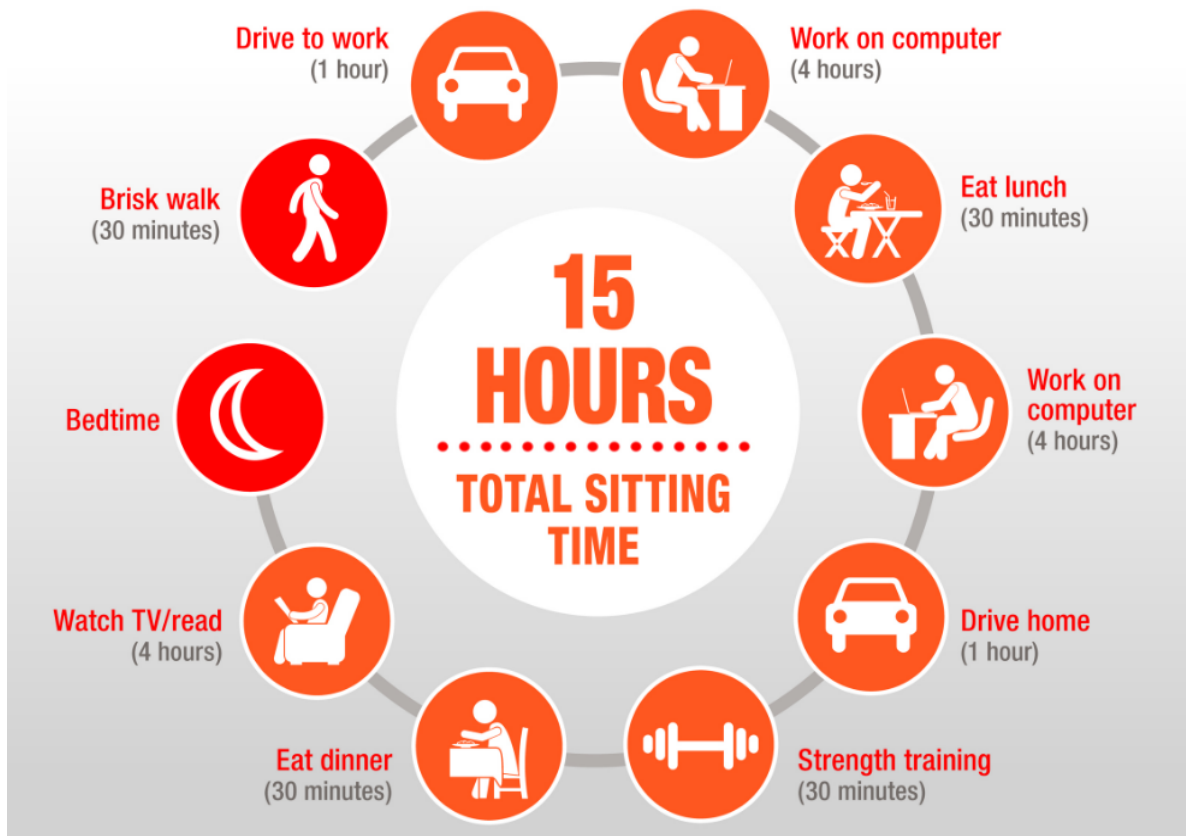 Drive to work
(1 hour)
Work on computer
(4 hours)
Brisk walk
(30 minutes)
Eat lunch
(30 minutes)
15
HOURS
TOTAL SITTING
TIME
Work on
computer
(4 hours)
Bedtime
Watch TV/read
(4 hours)
Drive home
(1 hour)
Eat dinner
(30 minutes)
Strength training
(30 minutes)